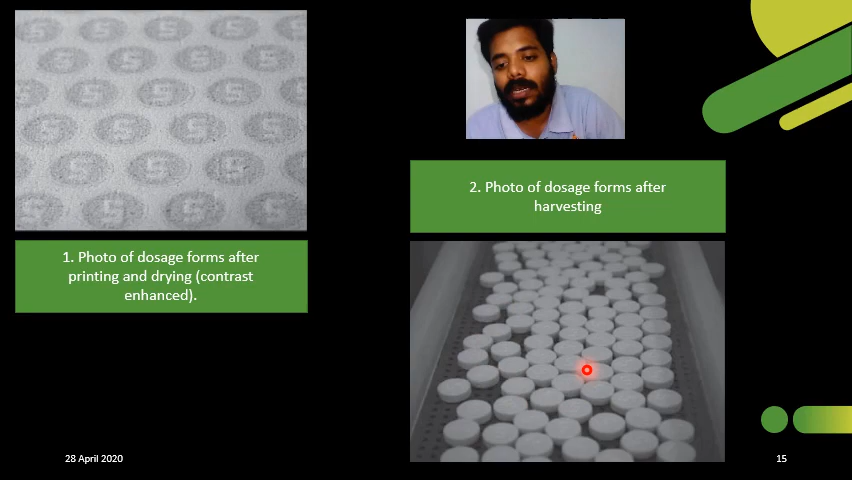 1. Photo of dosage forms after
printing and drying (contrast
enhanced).
2. Photo of dosage forms after
harvesting
28 April 2020
15